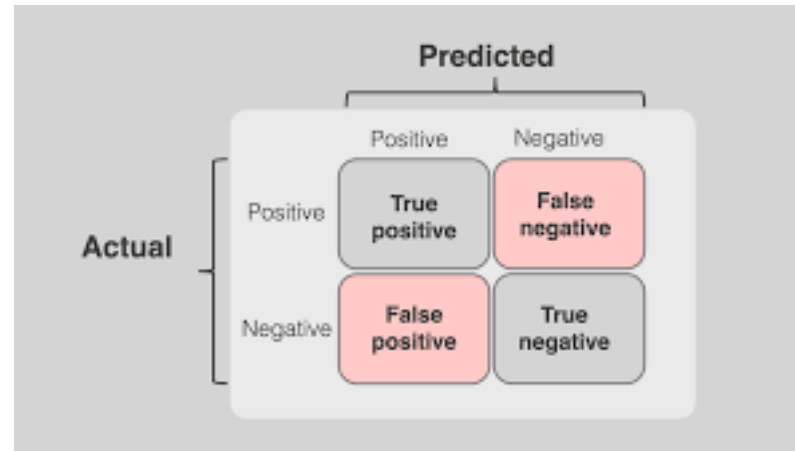 Predicted
Positive Negative
Positive
True
positive
False
negative
Actual
Negative
False
positive
True
negative